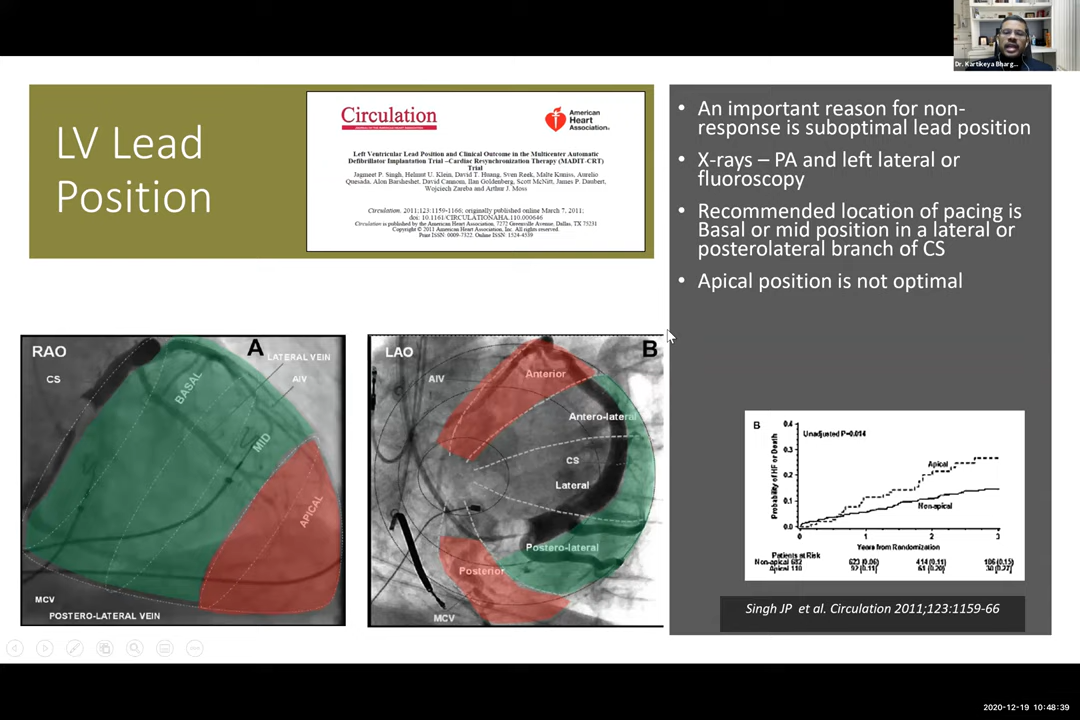 Dr. Kartikeya Bharg...
LV Lead
Position
Circulation
American
Heart
Association®
Left Ventricular Lead Position and Clinical Outcome in the Multicenter Automatic
Defibrillator Implantation Trial –Cardiac Resynchronization Therapy (MADIT-CRT)
Trial
Jagmeet P. Singh, Helmut U. Klein, David T. Huang, Sven Reek, Malte Kuniss, Aurelio
Quesada, Alon Barsheshet, David Cannom, Ilan Goldenberg, Scott McNitt, James P. Daubert,
Wojciech Zareba and Arthur J. Moss
Circulation. 2011;123:1159-1166; originally published online March 7, 2011;
doi: 10.1161/CIRCULATIONAHA.110.000646
Circulation is published by the American Heart Association, 7272 Greenville Avenue, Dallas, TX 75231
Copyright © 2011 American Heart Association, Inc. All rights reserved.
Print ISSN: 0009-7322. Online ISSN: 1524-4539
• An important reason for non-
response is suboptimal lead position
• X-rays – PA and left lateral or
fluoroscopy
• Recommended location of pacing is
Basal or mid position in a lateral or
posterolateral branch of CS
• Apical position is not optimal
RAO
A
LATERAL VEIN
CS
AIV
BASAL
MID
APICAL
MCV
POSTERO-LATERAL VEIN
LAO
B
AIV
Anterior
Antero-lateral
CS
Lateral
Postero-lateral
Posterior
MCV
B
Unadjusted P=0.014
Probability of HF or Death
0.4
0.3
0.2
0.1
0.0
Apical
Non-apical
0
1
2
3
Years from Randomization
Patients at Risk
Non-apical 682 623 (0.06) 414 (0.11) 186 (0.15)
Apical 110 92 (0.11) 61 (0.20) 30 (0.27)
Singh JP et al. Circulation 2011;123:1159-66
2020-12-19 10:48:39